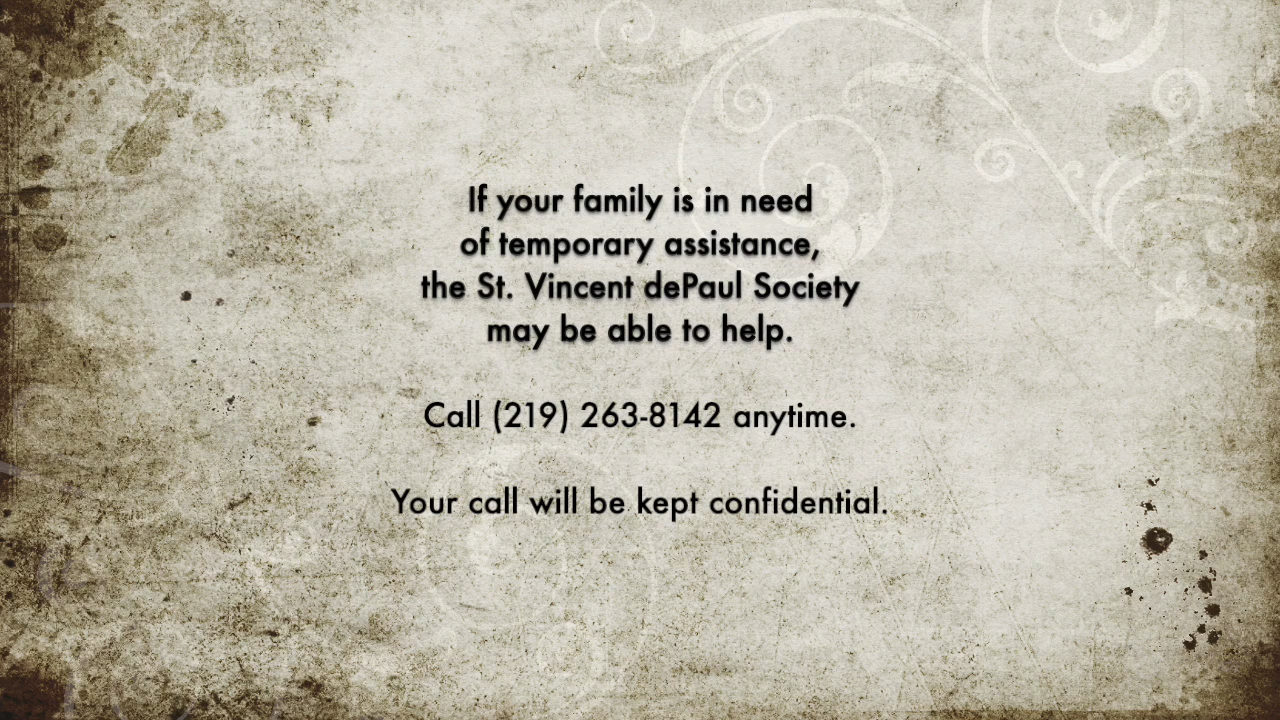 If your family is in need
of temporary assistance,
the St. Vincent dePaul Society
may be able to help.
Call (219) 263-8142 anytime.
Your call will be kept confidential.